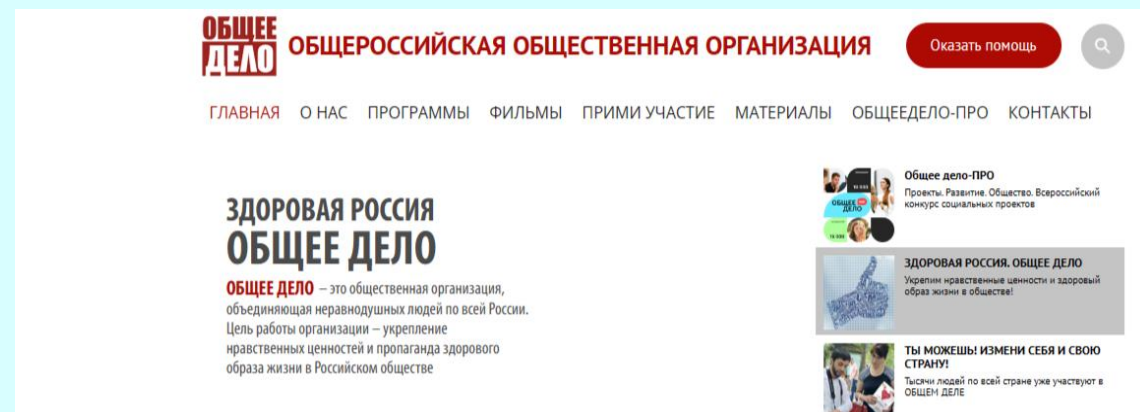 ОБЩЕЕ
ДЕЛО
ОБЩЕРОССИЙСКАЯ ОБЩЕСТВЕННАЯ ОРГАНИЗАЦИЯ
Оказать помощь
ГЛАВНАЯ О НАС ПРОГРАММЫ ФИЛЬМЫ ПРИМИ УЧАСТИЕ МАТЕРИАЛЫ ОБЩЕЕДЕЛО-ПРО КОНТАКТЫ
ЗДОРОВАЯ РОССИЯ
ОБЩЕЕ ДЕЛО
ОБЩЕЕ ДЕЛО – это общественная организация,
объединяющая неравнодушных людей по всей России.
Цель работы организации – укрепление
нравственных ценностей и пропаганда здорового
образа жизни в Российском обществе
ОБЩЕЕ
ДЕЛО
Общее дело-ПРО
Проекты. Развитие. Общество. Всероссийский
конкурс социальных проектов
ЗДОРОВАЯ РОССИЯ. ОБЩЕЕ ДЕЛО
Укрепим нравственные ценности и здоровый
образ жизни в обществе!
ТЫ МОЖЕШЬ! ИЗМЕНИ СЕБЯ И СВОЮ
СТРАНУ!
Тысячи людей по всей стране уже участвуют в
ОБЩЕМ ДЕЛЕ